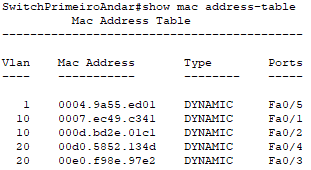 SwitchPrimeiroAndar#show mac address-table
Mac Address Table
-------------------------------------------
Vlan Mac Address Type Ports
---- ----------- -------- -----
1 0004.9a55.ed01 DYNAMIC Fa0/5
10 0007.ec49.c341 DYNAMIC Fa0/1
10 000d.bd2e.01c1 DYNAMIC Fa0/2
20 00d0.5852.134d DYNAMIC Fa0/4
20 00e0.f98e.97e2 DYNAMIC Fa0/3